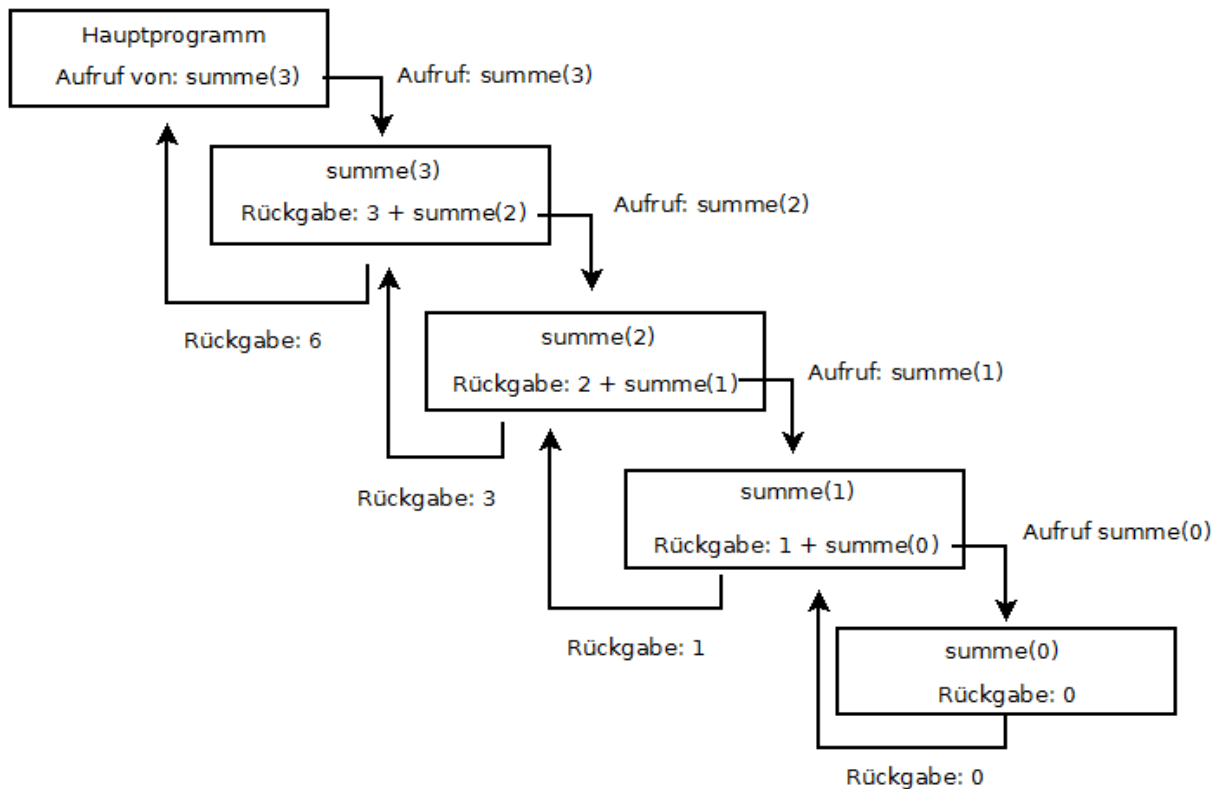 Hauptprogramm
Aufruf von: summe(3)
Aufruf: summe(3)
summe(3)
Rückgabe: 3 + summe(2)
Aufruf: summe(2)
Rückgabe: 6
summe(2)
Rückgabe: 2 + summe(1)
Aufruf: summe(1)
Rückgabe: 3
summe(1)
Rückgabe: 1 + summe(0)
Aufruf summe(0)
Rückgabe: 1
summe(0)
Rückgabe: 0
Rückgabe: 0